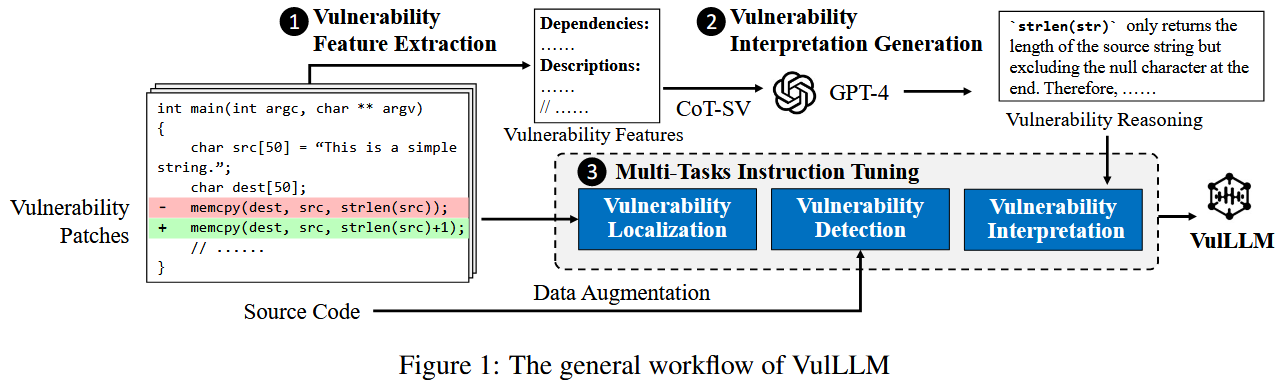 1 Vulnerability
Feature Extraction
Dependencies:
……
Descriptions:
……
// ……
Vulnerability Features
2 Vulnerability
Interpretation Generation
CoT-SV
GPT-4
`strlen(str)` only returns the
length of the source string but
excluding the null character at the
end. Therefore, ……
Vulnerability Reasoning
Vulnerability
Patches
int main(int argc, char ** argv)
{
char src[50] = “This is a simple
string.”;
char dest[50];
- memcpy(dest, src, strlen(src));
+ memcpy(dest, src, strlen(src)+1);
// ......
}
3 Multi-Tasks Instruction Tuning
Vulnerability
Localization
Vulnerability
Detection
Vulnerability
Interpretation
VulLLM
Source Code
Data Augmentation
Figure 1: The general workflow of VulLLM